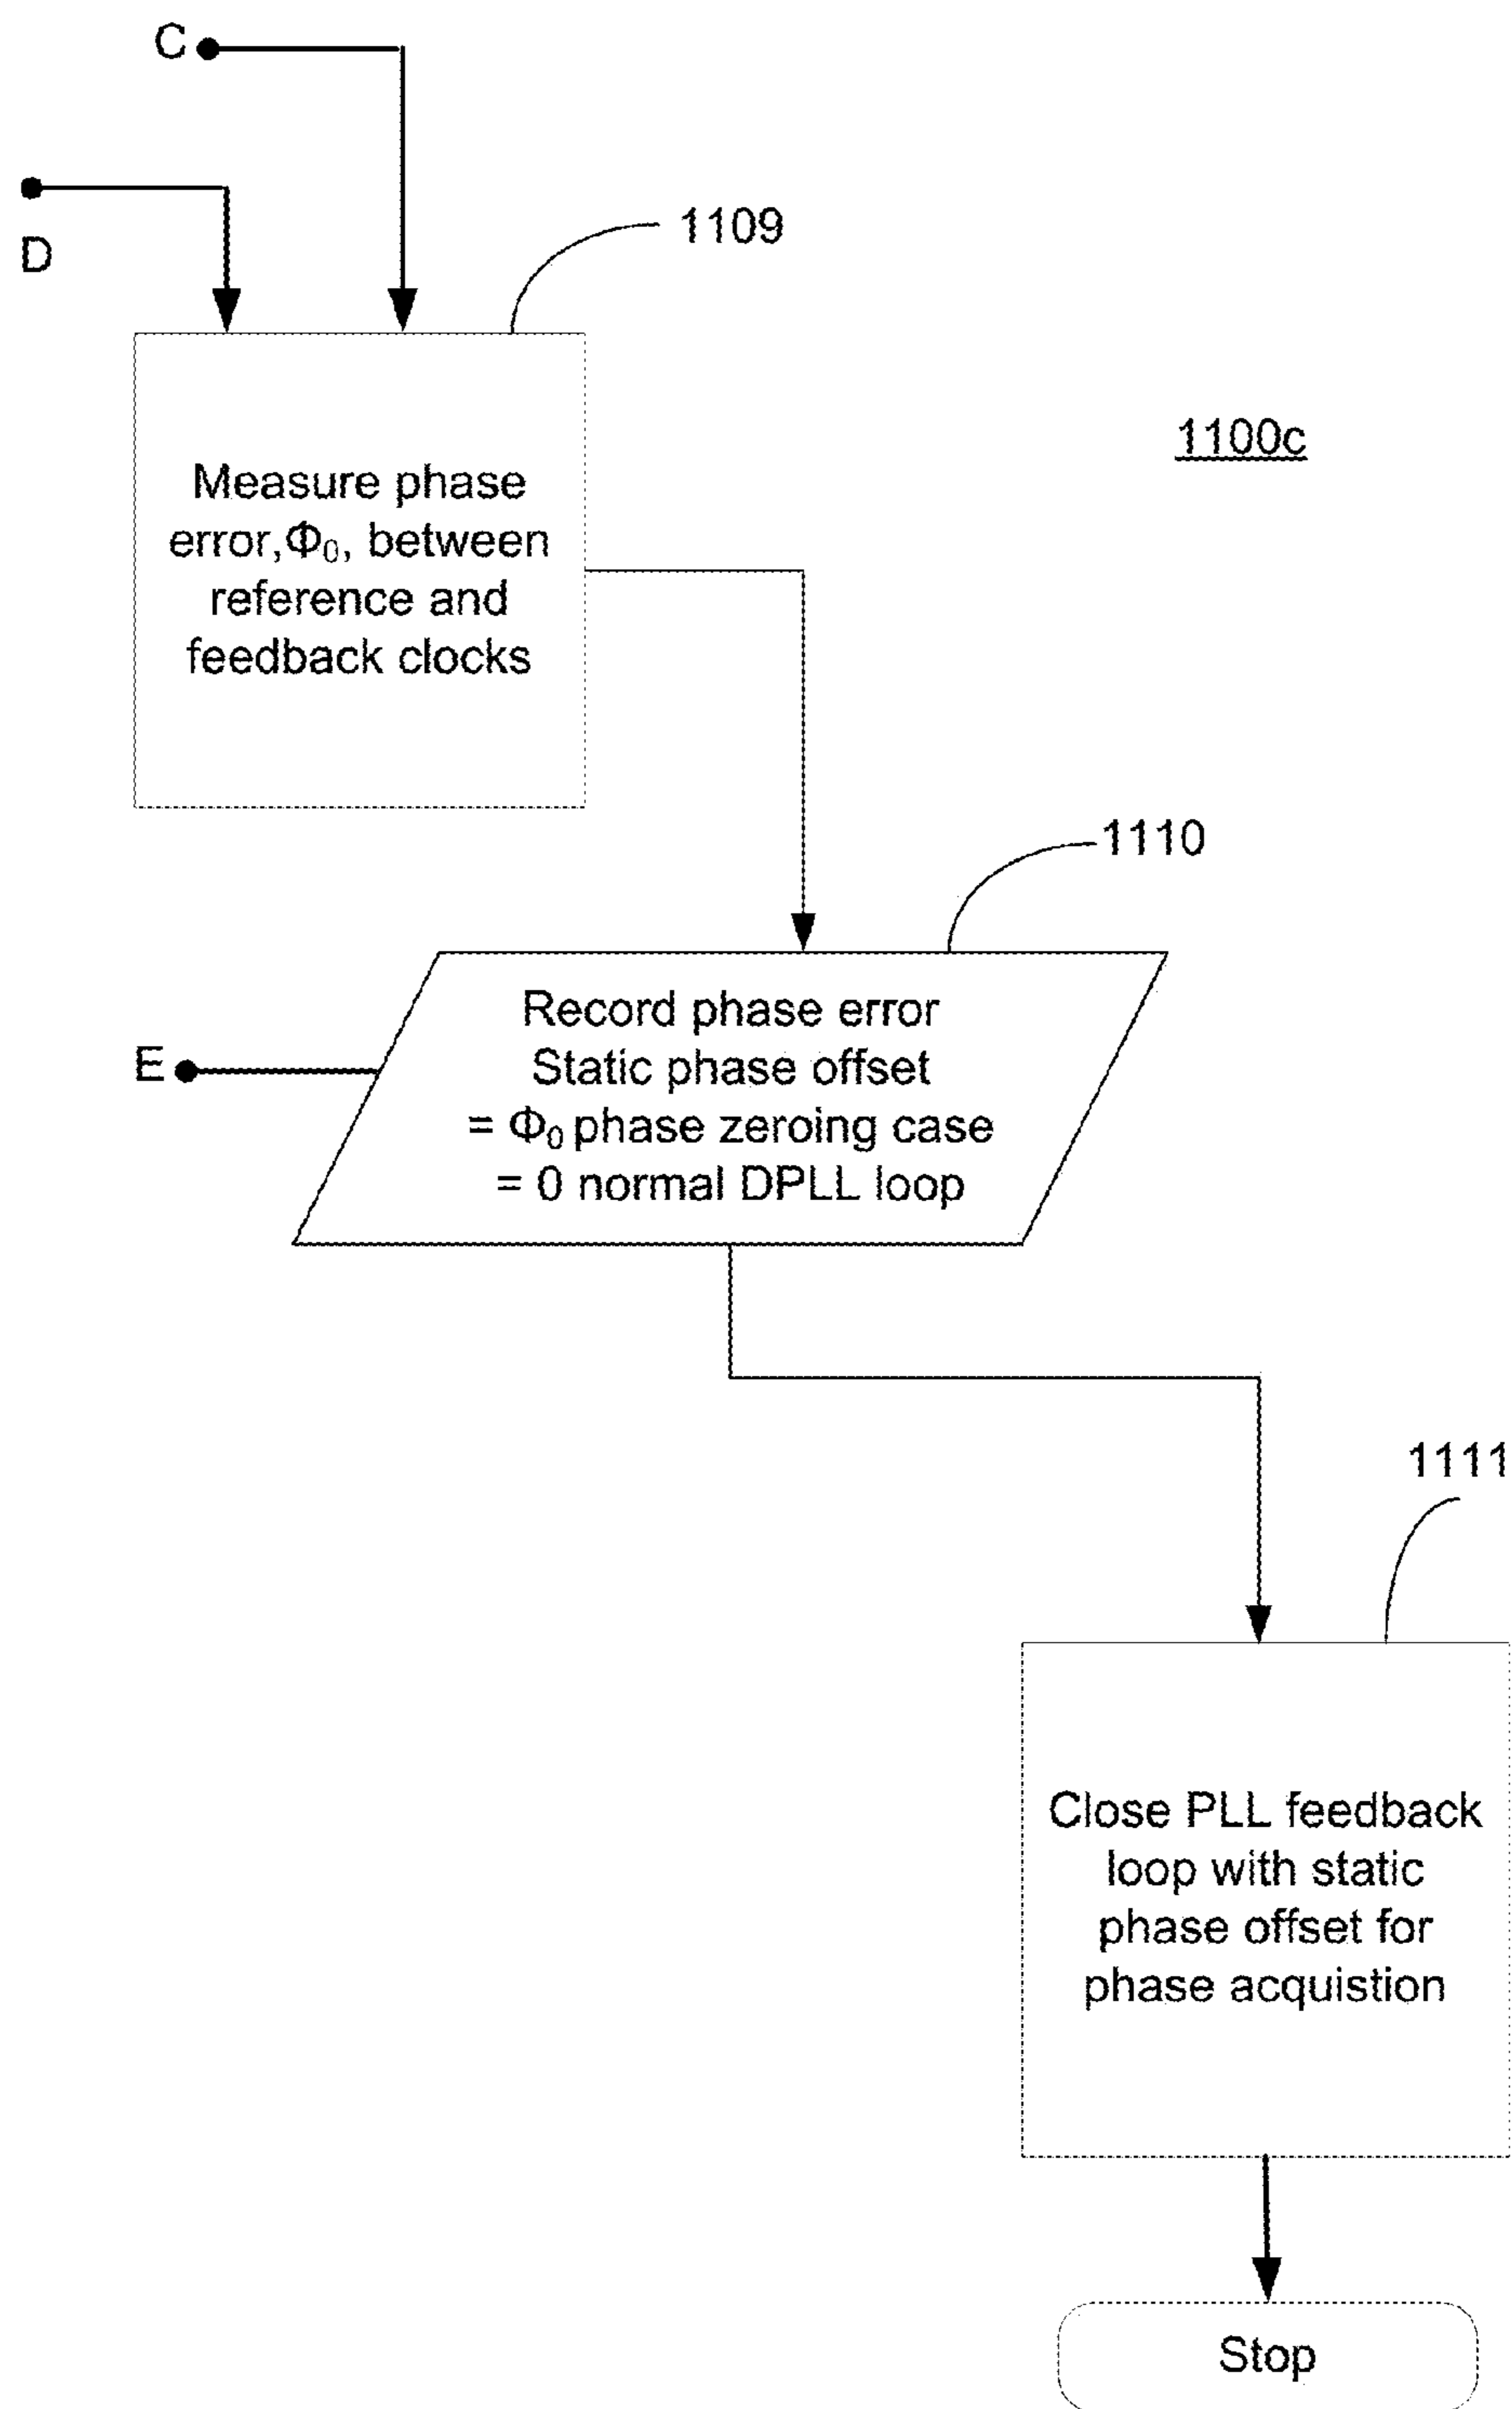 C
D
1109
Measure phase
error,Φ₀, between
reference and
feedback clocks
1100c
1110
Record phase error
Static phase offset
= Φ₀ phase zeroing case
= 0 normal DPLL loop
E
1111
Close PLL feedback
loop with static
phase offset for
phase acquistion
Stop